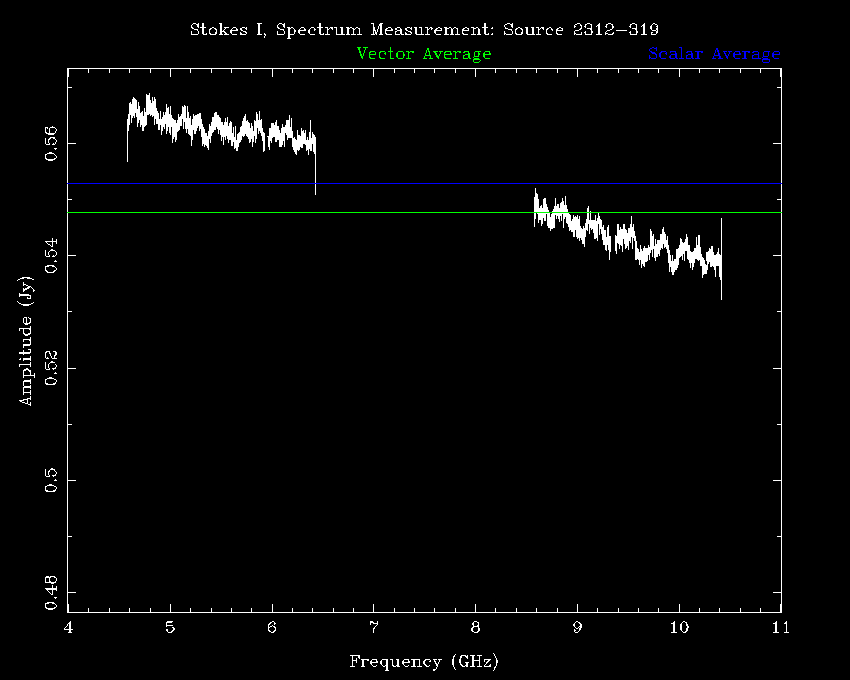 Stokes I, Spectrum Measurement: Source 2312-319
Vector Average Scalar Average
0.56
0.54
0.52
0.5
0.48
Amplitude (Jy)
4 5 6 7 8 9 10 11
Frequency (GHz)